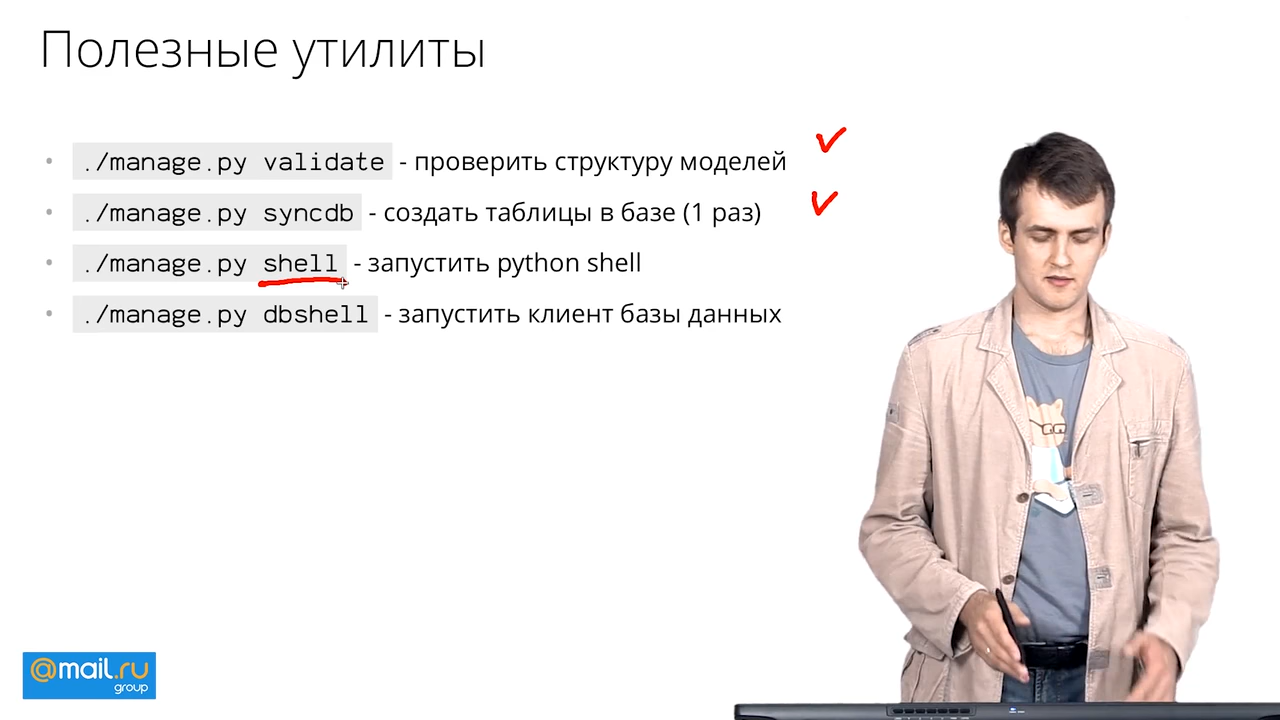 Полезные утилиты
• ./manage.py validate - проверить структуру моделей
• ./manage.py syncdb - создать таблицы в базе (1 раз)
• ./manage.py shell - запустить python shell
• ./manage.py dbshell - запустить клиент базы данных
@mail.ru
group